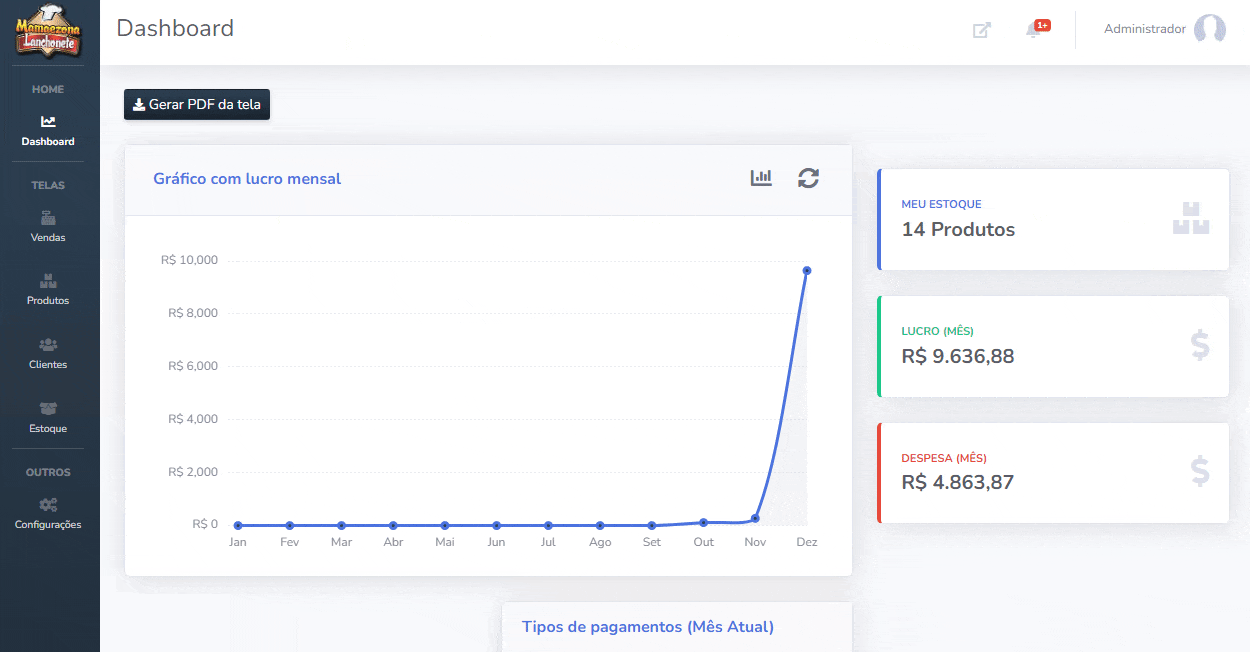 Mamaezona
Lanchonete
HOME
Dashboard
TELAS
Vendas
Produtos
Clientes
Estoque
OUTROS
Configurações
Dashboard
1+
Administrador
Gerar PDF da tela
Gráfico com lucro mensal
R$ 10,000
R$ 8,000
R$ 6,000
R$ 4,000
R$ 2,000
R$ 0
Jan Fev Mar Abr Mai Jun Jul Ago Set Out Nov Dez
MEU ESTOQUE
14 Produtos
LUCRO (MÊS)
R$ 9.636,88
DESPESA (MÊS)
R$ 4.863,87
Tipos de pagamentos (Mês Atual)